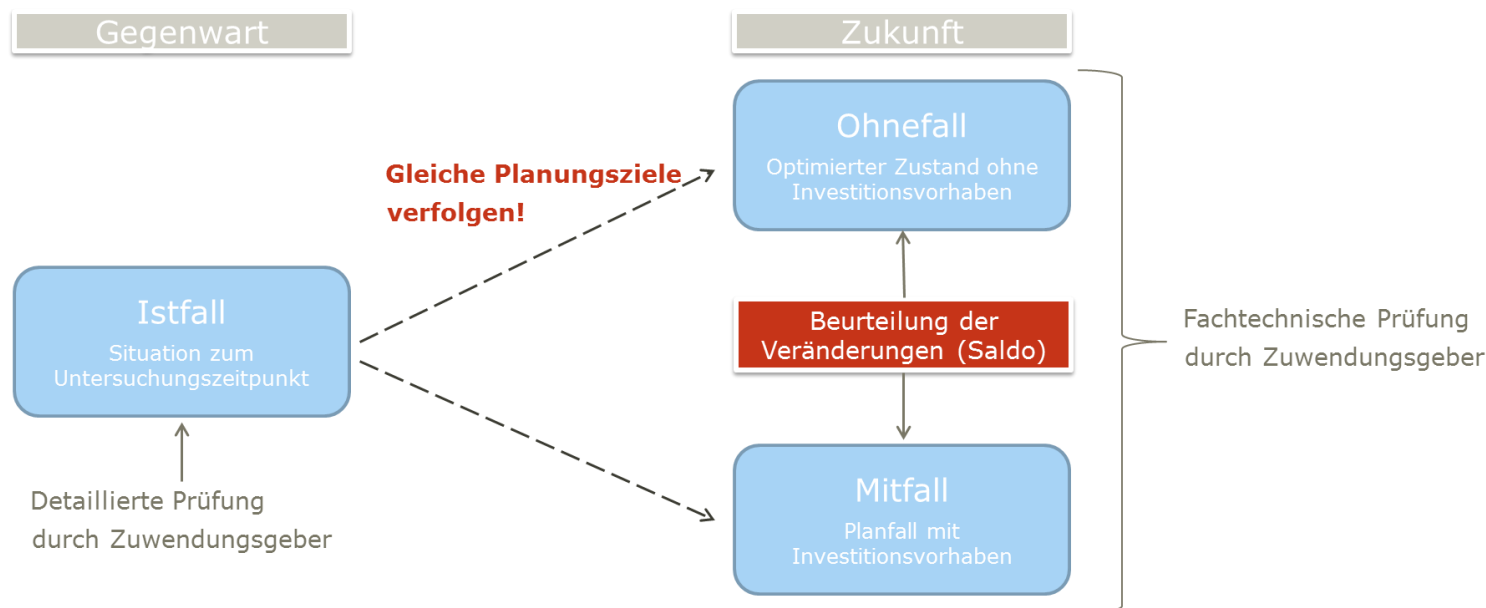 Gegenwart
Zukunft
Ohnefall
Optimierter Zustand ohne
Investitionsvorhaben
Gleiche Planungsziele
verfolgen!
Istfall
Situation zum
Untersuchungszeitpunkt
Beurteilung der
Veränderungen (Saldo)
Fachtechnische Prüfung
durch Zuwendungsgeber
Detaillierte Prüfung
durch Zuwendungsgeber
Mitfall
Planfall mit
Investitionsvorhaben